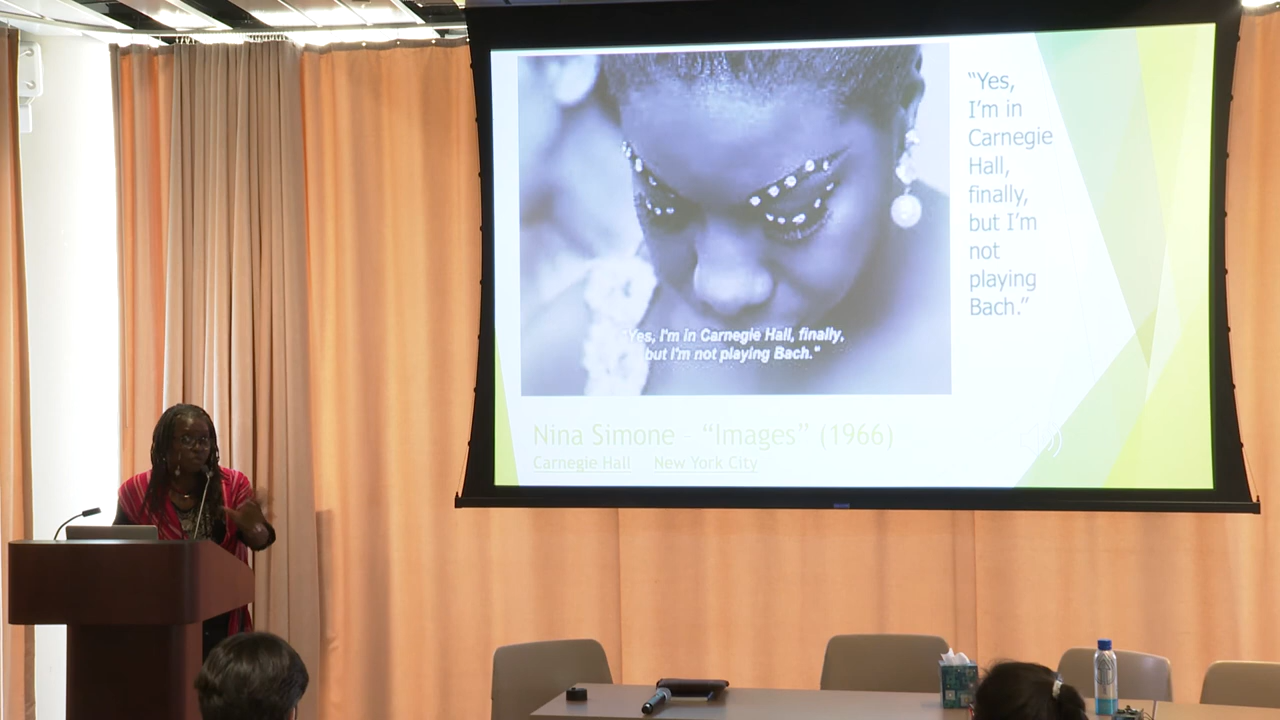 “Yes,
I’m in
Carnegie
Hall,
finally,
but I’m
not
playing
Bach.”
"Yes, I'm in Carnegie Hall, finally,
but I'm not playing Bach."
Nina Simone – “Images” (1966)
Carnegie Hall New York City